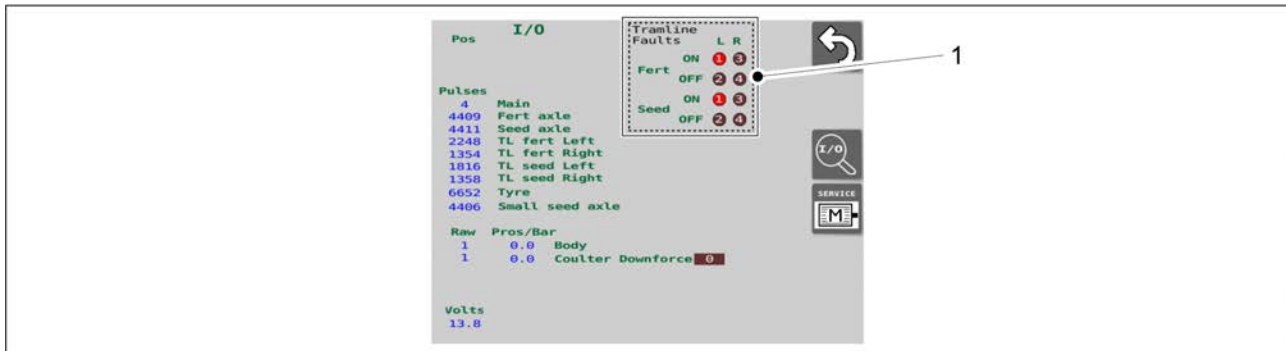 I/O
Pos
Tramline
Faults L R
Fert ON 1 3
OFF 2 4
Seed ON 1 3
OFF 2 4
1
Pulses
4 Main
4409 Fert axle
4411 Seed axle
2248 TL fert Left
1354 TL fert Right
1816 TL seed Left
1358 TL seed Right
6652 Tyre
4406 Small seed axle
Raw Pros/Bar
1 0.0 Body
1 0.0 Coulter Downforce 0
Volts
13.8
I/O
SERVICE
M